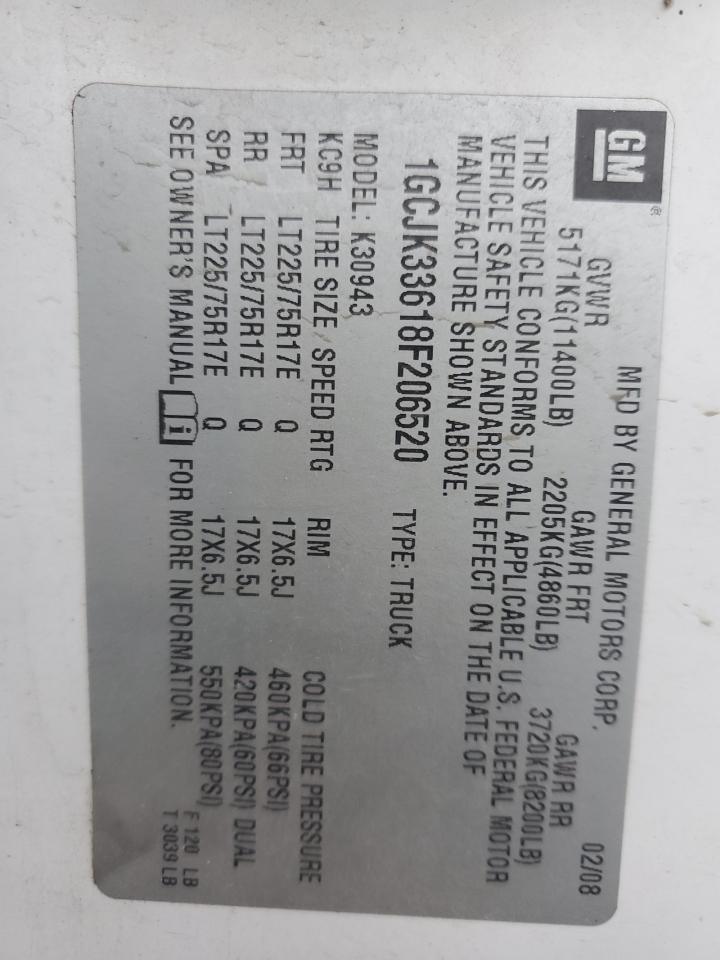 GM ®
MFD BY GENERAL MOTORS CORP. 02/08
GVWR GAWR FRT GAWR RR
5171KG(11400LB) 2205KG(4860LB) 3720KG(8200LB)
THIS VEHICLE CONFORMS TO ALL APPLICABLE U.S. FEDERAL MOTOR
VEHICLE SAFETY STANDARDS IN EFFECT ON THE DATE OF
MANUFACTURE SHOWN ABOVE.
1GCJK33618F206520 TYPE: TRUCK
MODEL: K30943
KC9H TIRE SIZE SPEED RTG RIM COLD TIRE PRESSURE
FRT LT225/75R17E Q 17X6.5J 460KPA(66PSI)
RR LT225/75R17E Q 17X6.5J 420KPA(60PSI) DUAL
SPA LT225/75R17E Q 17X6.5J 550KPA(80PSI)
SEE OWNER'S MANUAL i FOR MORE INFORMATION.
F 120 LB
T 3039 LB